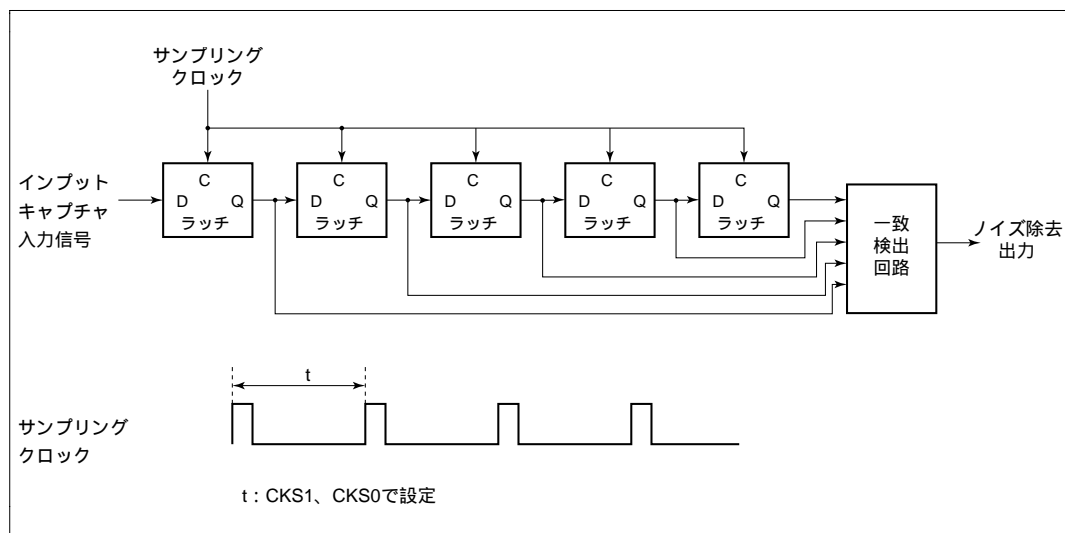 サンプリング
クロック
インプット
キャプチャ
入力信号
C
D Q
ラッチ
C
D Q
ラッチ
C
D Q
ラッチ
C
D Q
ラッチ
C
D Q
ラッチ
一致
検出
回路
ノイズ除去
出力
t
サンプリング
クロック
t：CKS1、CKS0で設定